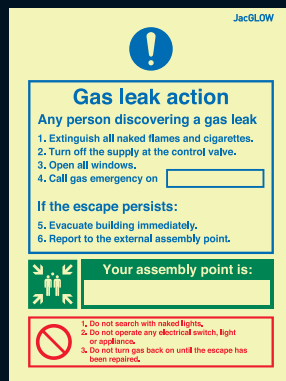 JacGLOW
Gas leak action
Any person discovering a gas leak
1. Extinguish all naked flames and cigarettes.
2. Turn off the supply at the control valve.
3. Open all windows.
4. Call gas emergency on
If the escape persists:
5. Evacuate building immediately.
6. Report to the external assembly point.
Your assembly point is:
1. Do not search with naked lights.
2. Do not operate any electrical switch, light
or appliance.
3. Do not turn gas back on until the escape has
been repaired.